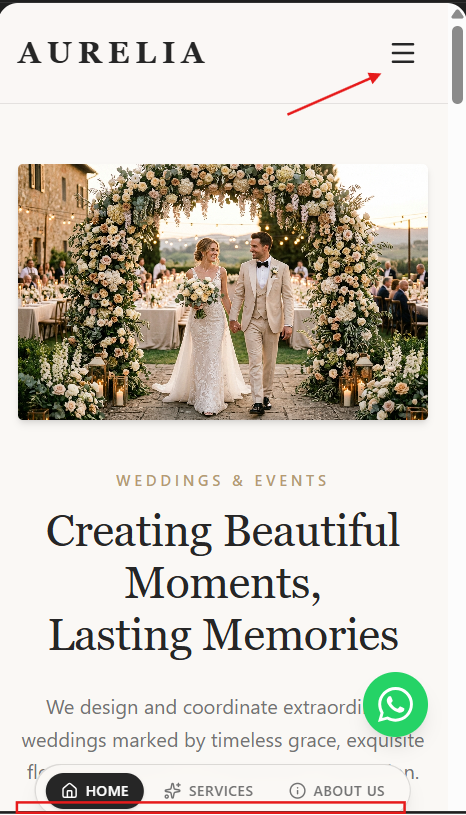 AURELIA
WEDDINGS & EVENTS
Creating Beautiful
Moments,
Lasting Memories
We design and coordinate
weddings marked by timeless grace, exquisite
HOME SERVICES ABOUT US